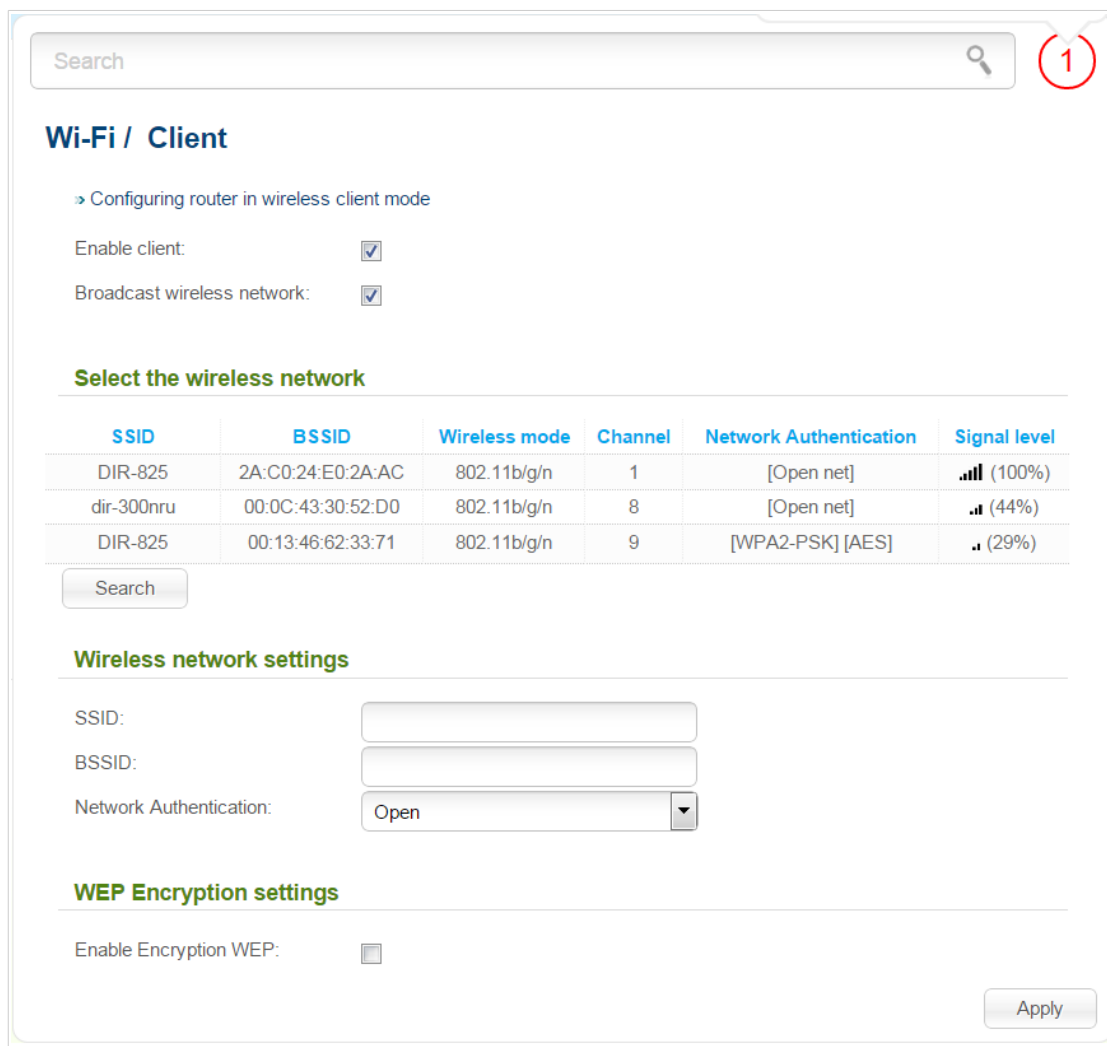 Search
1
Wi-Fi / Client
» Configuring router in wireless client mode
Enable client:
Broadcast wireless network:
Select the wireless network
SSID BSSID Wireless mode Channel Network Authentication Signal level
DIR-825 2A:C0:24:E0:2A:AC 802.11b/g/n 1 [Open net] (100%)
dir-300nru 00:0C:43:30:52:D0 802.11b/g/n 8 [Open net] (44%)
DIR-825 00:13:46:62:33:71 802.11b/g/n 9 [WPA2-PSK] [AES] (29%)
Search
Wireless network settings
SSID:
BSSID:
Network Authentication: Open
WEP Encryption settings
Enable Encryption WEP:
Apply